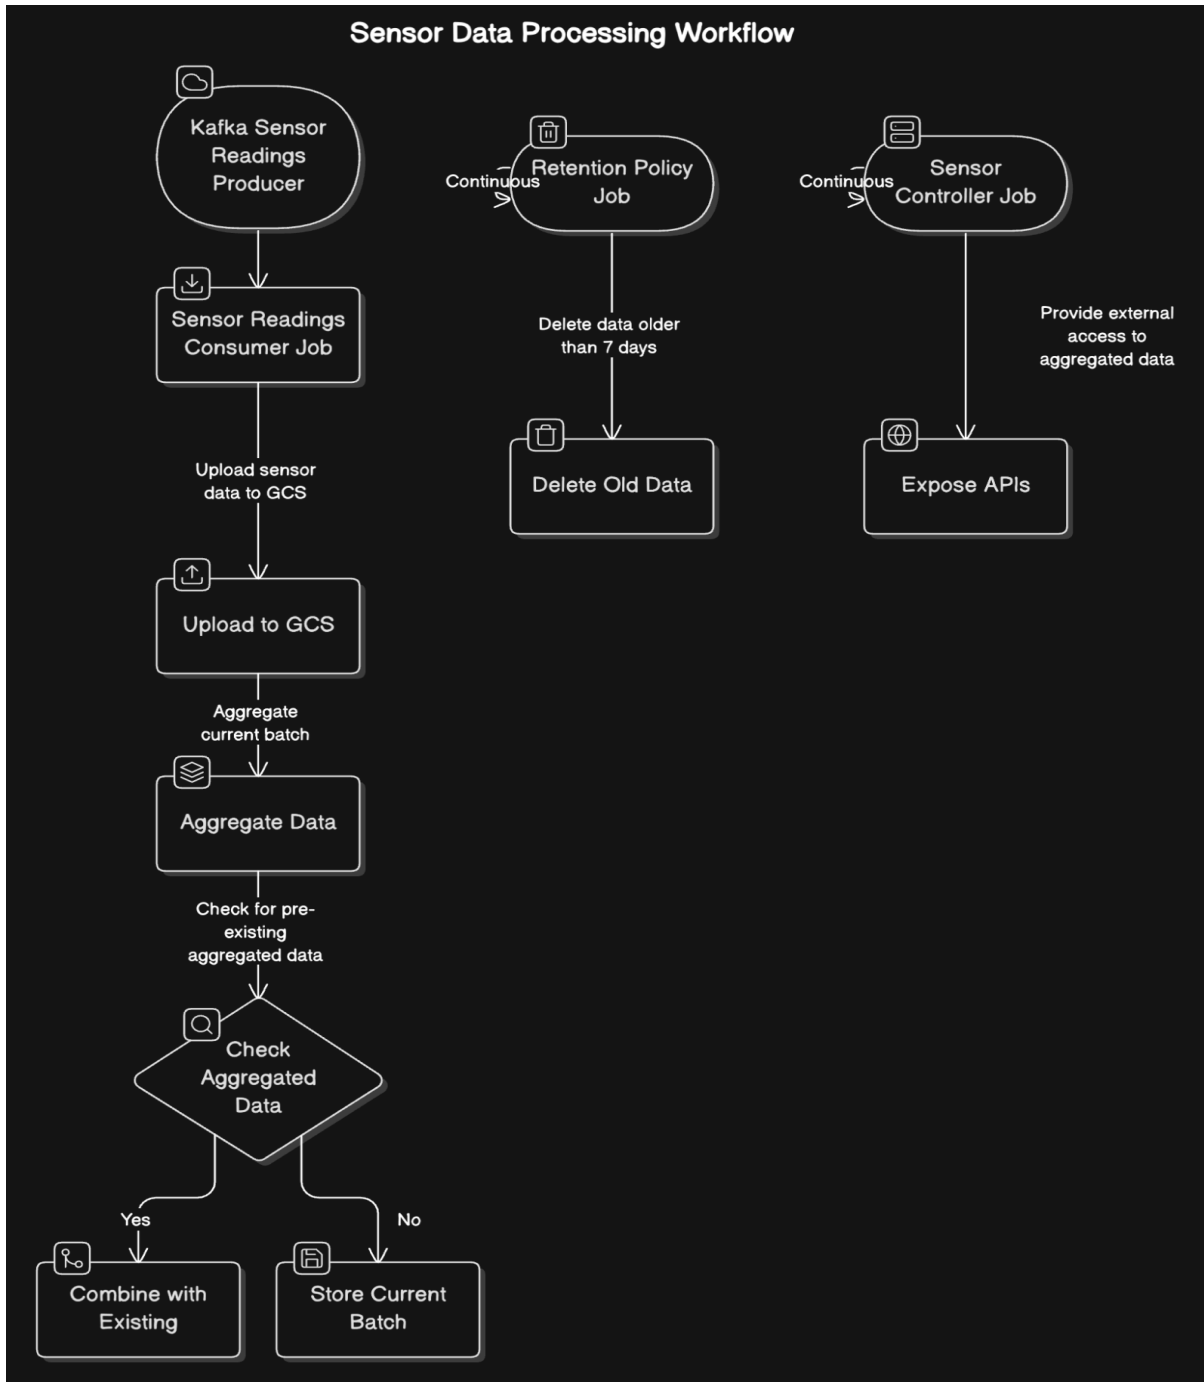 Sensor Data Processing Workflow
Kafka Sensor
Readings
Producer
Sensor Readings
Consumer Job
Upload sensor
data to GCS
Upload to GCS
Aggregate
current batch
Aggregate Data
Check for pre-
existing
aggregated data
Check
Aggregated
Data
Yes
No
Combine with
Existing
Store Current
Batch
Continuous
Retention Policy
Job
Delete data older
than 7 days
Delete Old Data
Continuous
Sensor
Controller Job
Provide external
access to
aggregated data
Expose APIs